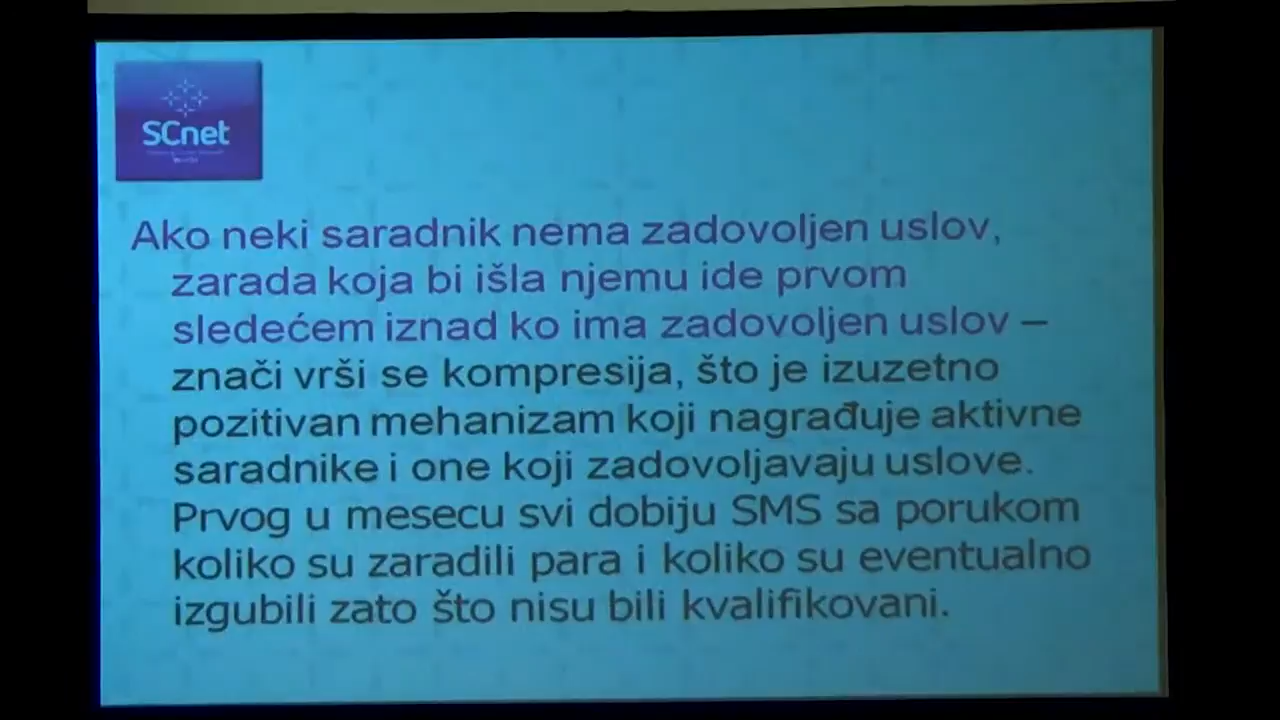 SCnet
Ako neki saradnik nema zadovoljen uslov,
zarada koja bi išla njemu ide prvom
sledećem iznad ko ima zadovoljen uslov –
znači vrši se kompresija, što je izuzetno
pozitivan mehanizam koji nagrađuje aktivne
saradnike i one koji zadovoljavaju uslove.
Prvog u mesecu svi dobiju SMS sa porukom
koliko su zaradili para i koliko su eventualno
izgubili zato što nisu bili kvalifikovani.